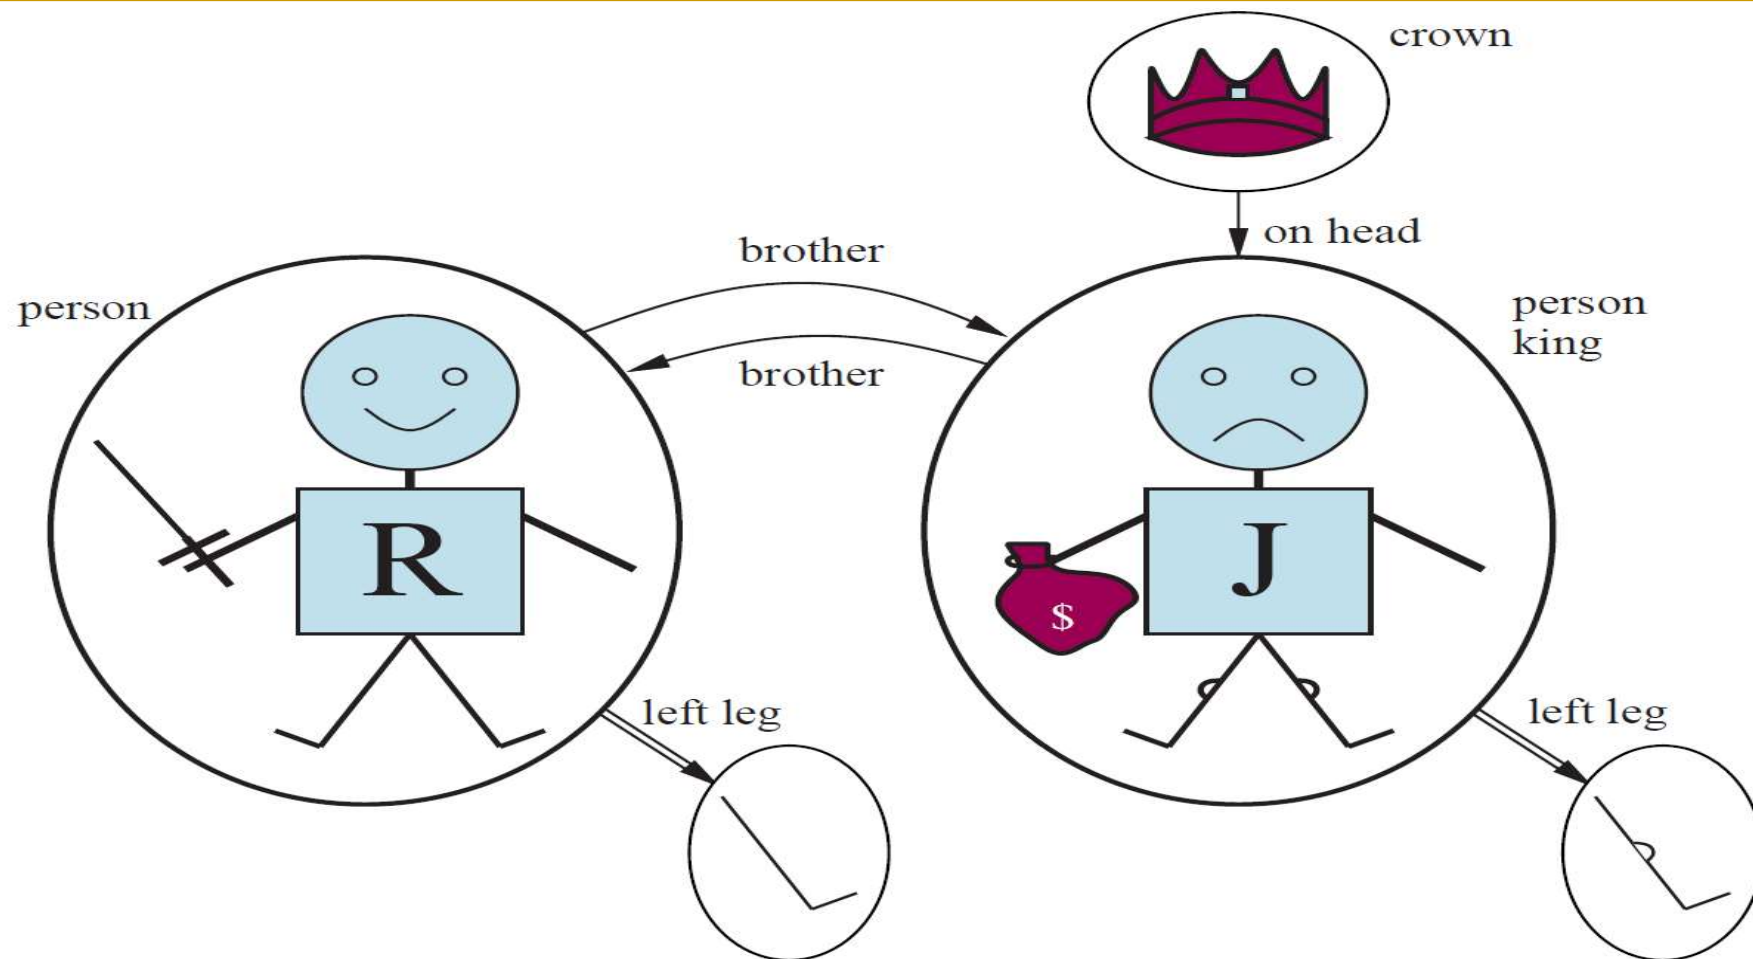 crown
on head
brother
person
person
king
brother
R
J
$
left leg
left leg